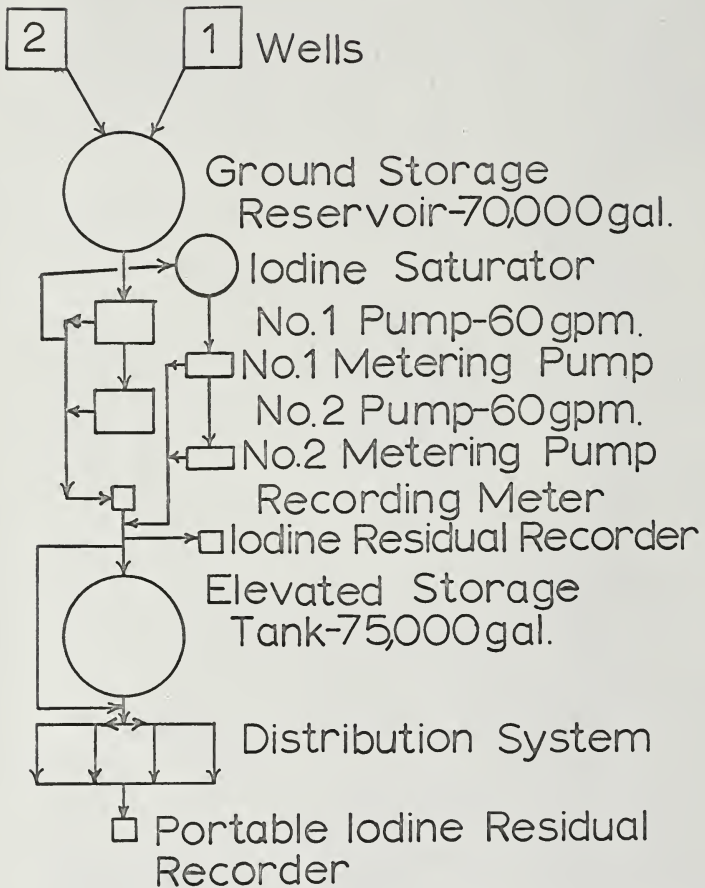 2 1 Wells
Ground Storage
Reservoir-70,000gal.
Iodine Saturator
No.1 Pump-60gpm.
No.1 Metering Pump
No.2 Pump-60gpm.
No.2 Metering Pump
Recording Meter
Iodine Residual Recorder
Elevated Storage
Tank-75,000gal.
Distribution System
Portable Iodine Residual
Recorder